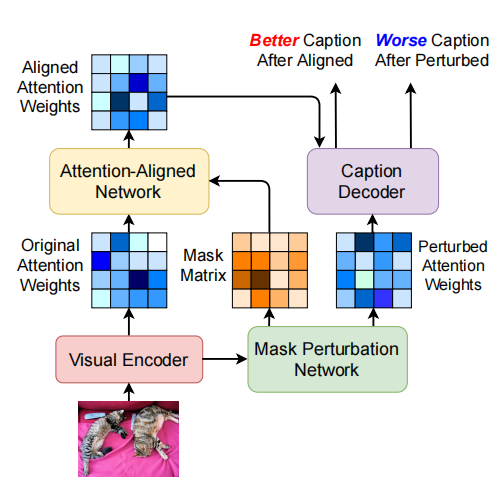 Better Caption
After Aligned
Worse Caption
After Perturbed
Aligned
Attention
Weights
Attention-Aligned
Network
Caption
Decoder
Original
Attention
Weights
Mask
Matrix
Perturbed
Attention
Weights
Visual Encoder
Mask Perturbation
Network